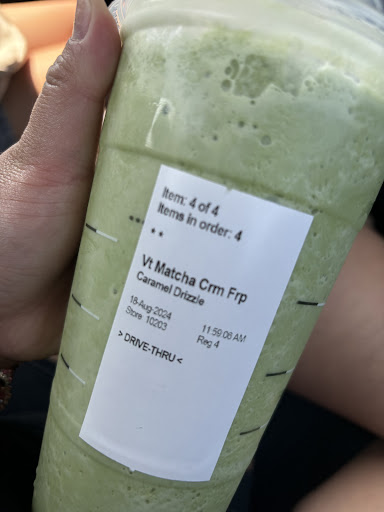 Item: 4 of 4
Items in order: 4
* *
Vt Matcha Crm Frp
Caramel Drizzle
18-Aug-2024 11:59:06 AM
Store 10203 Reg 4
>DRIVE-THRU<